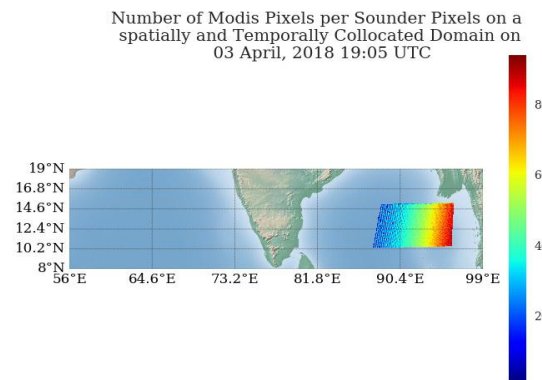 Number of Modis Pixels per Sounder Pixels on a
spatially and Temporally Collocated Domain on
03 April, 2018 19:05 UTC
8
6
4
2
19°N
16.8°N
14.6°N
12.4°N
10.2°N
8°N
56°E 64.6°E 73.2°E 81.8°E 90.4°E 99°E